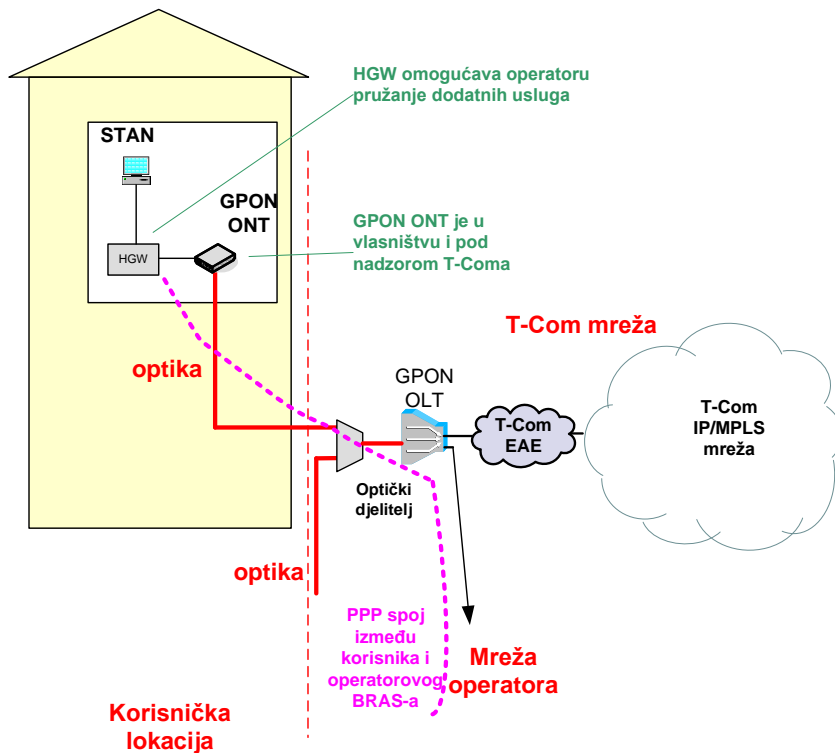 HGW omogućava operatoru
pružanje dodatnih usluga
STAN
GPON
ONT
HGW
GPON ONT je u
vlasništvu i pod
nadzorom T-Coma
T-Com mreža
optika
GPON
OLT
T-Com
EAE
T-Com
IP/MPLS
mreža
Optički
djelitelj
optika
PPP spoj
između
korisnika i
operatorovog
BRAS-a
Mreža
operatora
Korisnička
lokacija